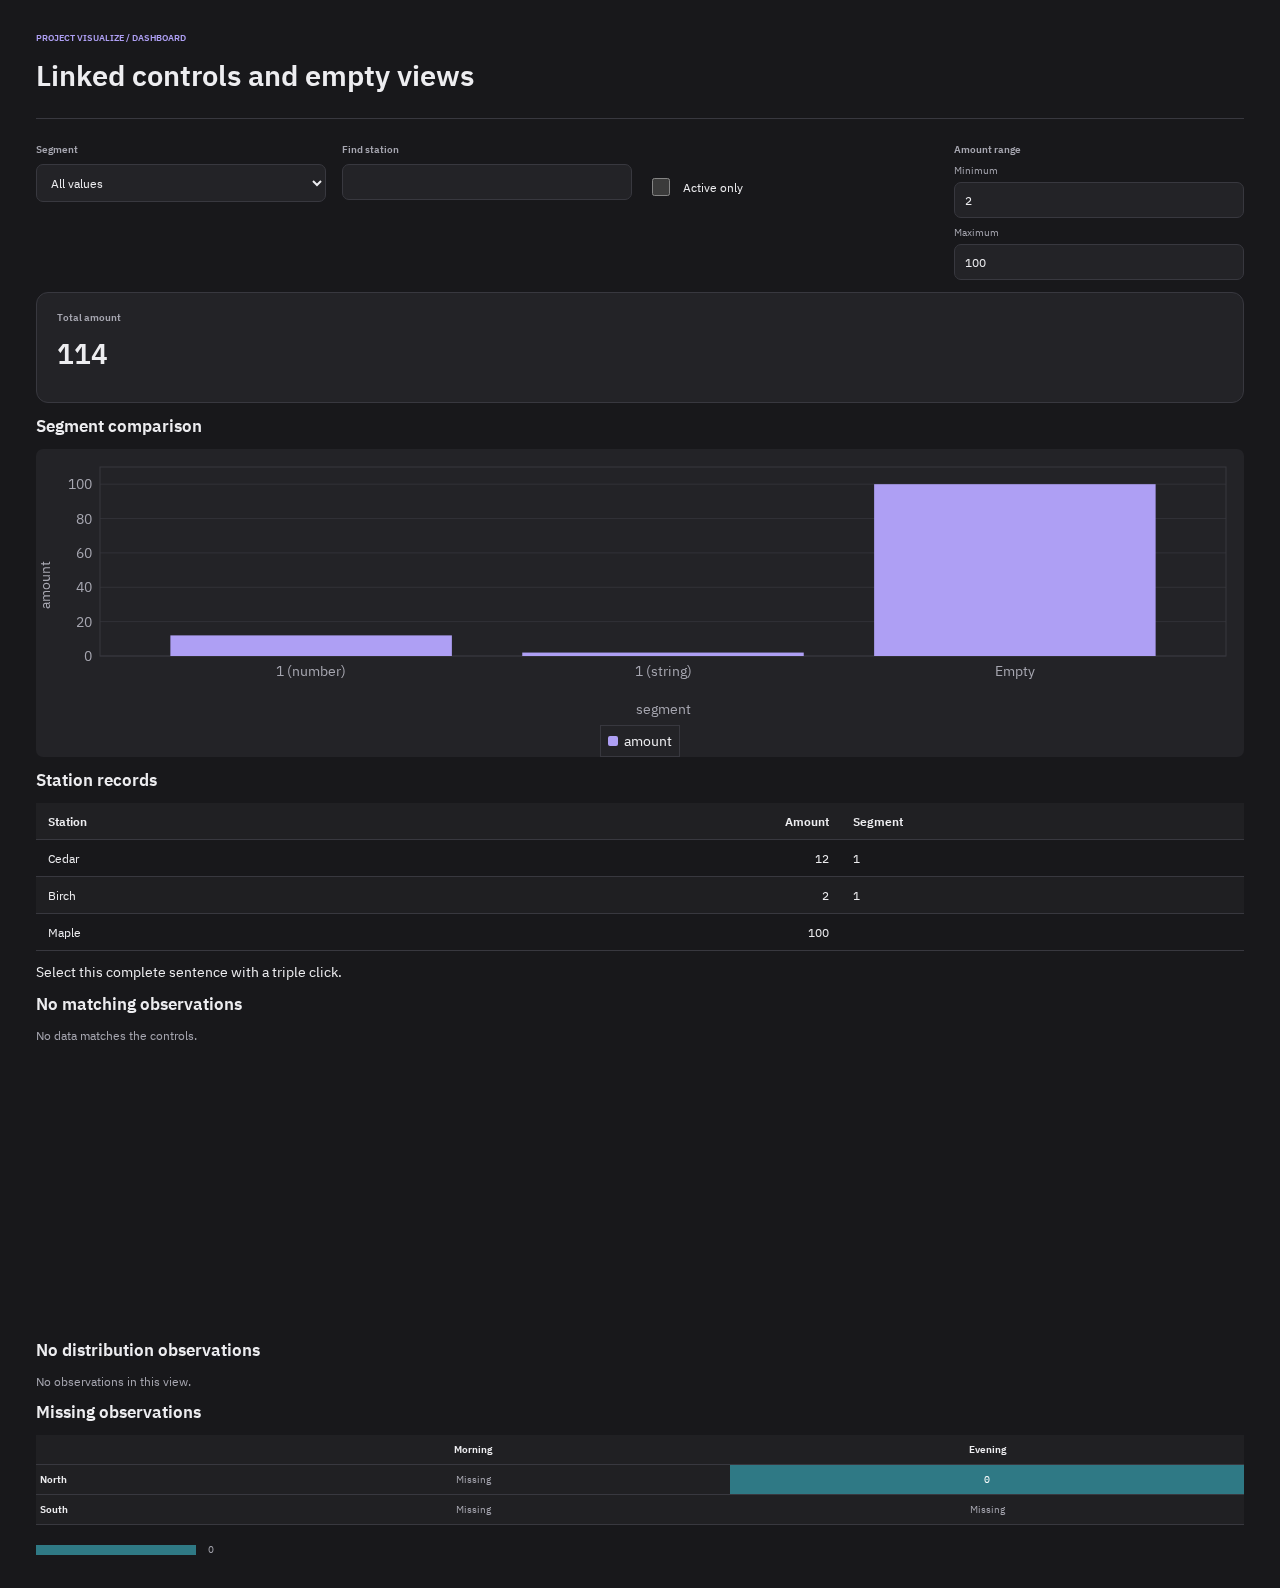 PROJECT VISUALIZE / DASHBOARD
Linked controls and empty views
Segment
All values
Find station
Active only
Amount range
Minimum
2
Maximum
100
Total amount
114
Segment comparison
amount
100
80
60
40
20
0
1 (number)
1 (string)
Empty
segment
amount
Station records
Station Amount Segment
Cedar 12 1
Birch 2 1
Maple 100
Select this complete sentence with a triple click.
No matching observations
No data matches the controls.
No distribution observations
No observations in this view.
Missing observations
Morning Evening
North Missing 0
South Missing Missing
0